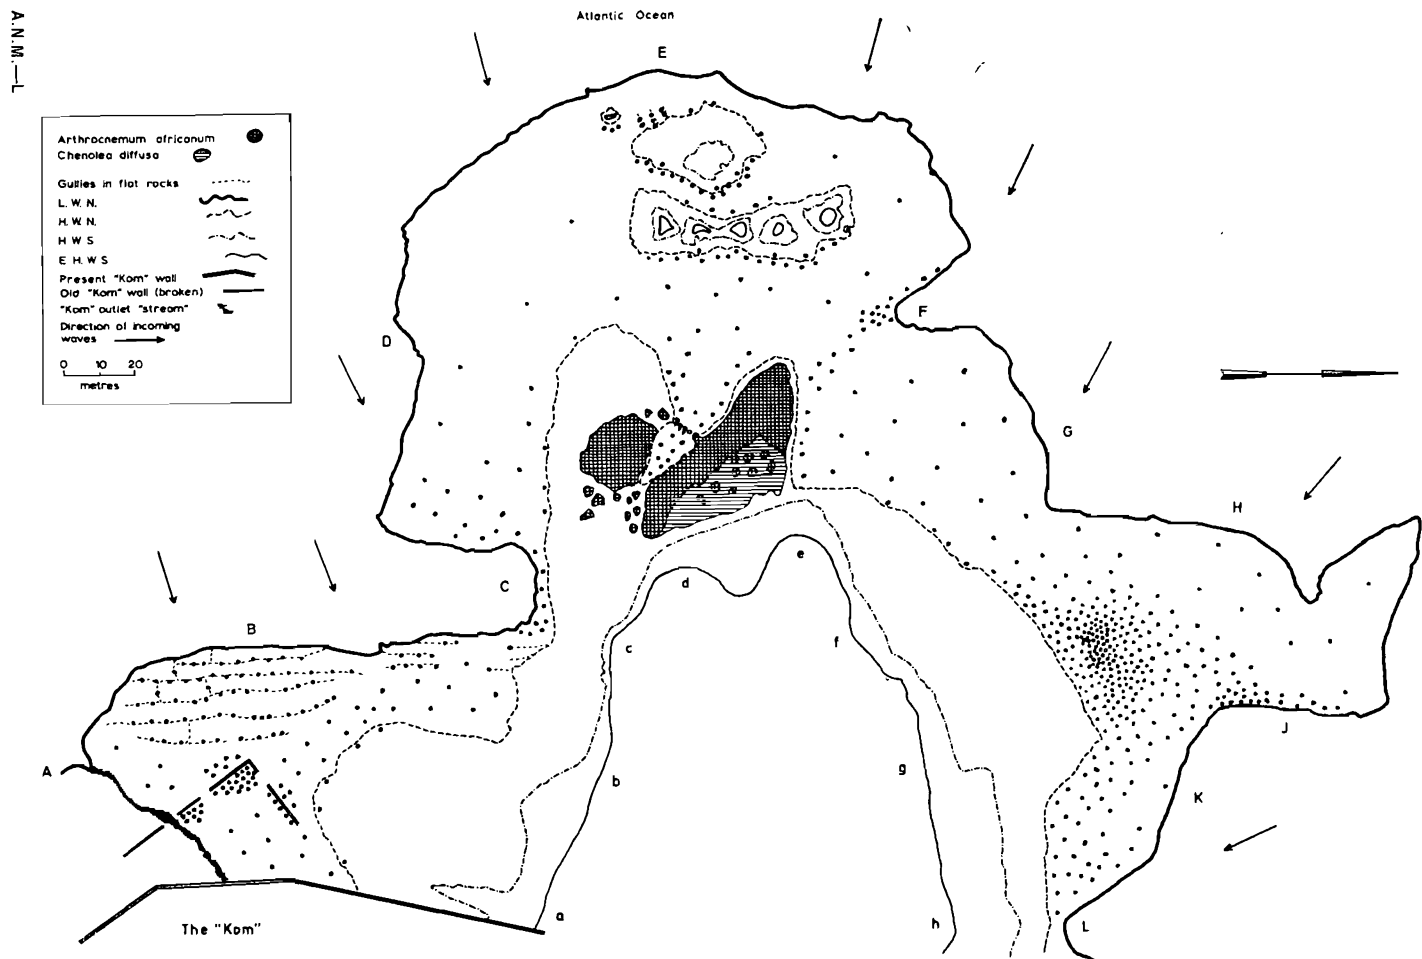 A.N.M.—L
Atlantic Ocean
E
Arthrocnemum africanum
Chenolea diffusa
Gullies in flat rocks
L. W. N.
H. W. N.
H W S
E H. W S
Present "Kom" wall
Old "Kom" wall (broken)
"Kom" outlet "stream"
Direction of incoming
waves
0 10 20
metres
D
F
G
H
C
B
A
J
K
L
a
b
c
d
e
f
g
h
The "Kom"